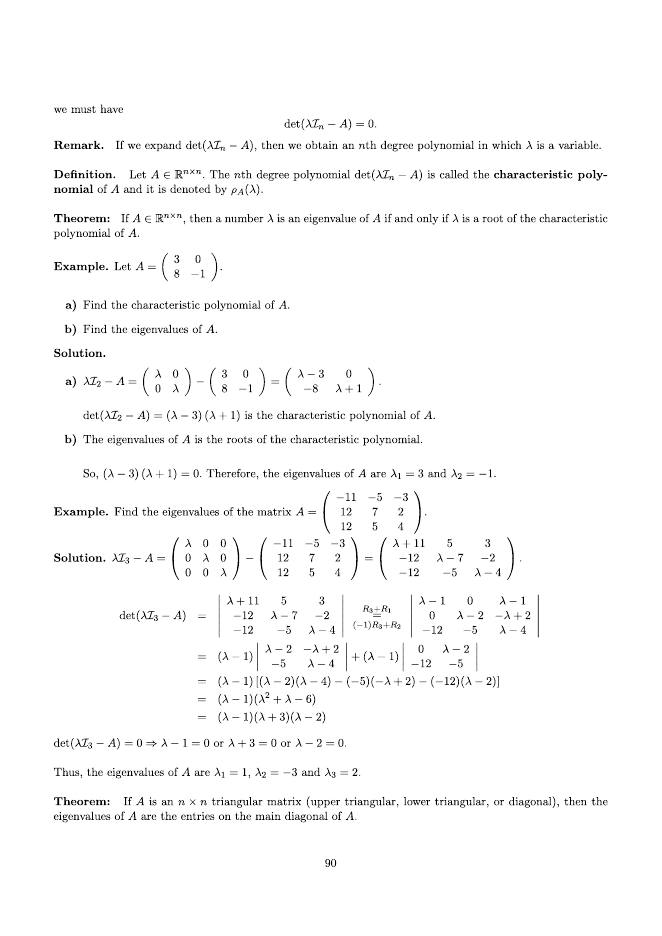 we must have
det(λI_n − A) = 0.
Remark. If we expand det(λI_n − A), then we obtain an nth degree polynomial in which λ is a variable.
Definition. Let A ∈ ℝ^{n×n}. The nth degree polynomial det(λI_n − A) is called the characteristic poly-
nomial of A and it is denoted by ρ_A(λ).
Theorem: If A ∈ ℝ^{n×n}, then a number λ is an eigenvalue of A if and only if λ is a root of the characteristic
polynomial of A.
Example. Let A = ( 3 0 ; 8 −1 ).
a) Find the characteristic polynomial of A.
b) Find the eigenvalues of A.
Solution.
a) λI_2 − A = ( λ 0 ; 0 λ ) − ( 3 0 ; 8 −1 ) = ( λ − 3 0 ; −8 λ + 1 ).
det(λI_2 − A) = (λ − 3) (λ + 1) is the characteristic polynomial of A.
b) The eigenvalues of A is the roots of the characteristic polynomial.
So, (λ − 3) (λ + 1) = 0. Therefore, the eigenvalues of A are λ_1 = 3 and λ_2 = −1.
Example. Find the eigenvalues of the matrix A = ( −11 −5 −3 ; 12 7 2 ; 12 5 4 ).
Solution. λI_3 − A = ( λ 0 0 ; 0 λ 0 ; 0 0 λ ) − ( −11 −5 −3 ; 12 7 2 ; 12 5 4 ) = ( λ + 11 5 3 ; −12 λ − 7 −2 ; −12 −5 λ − 4 ).
det(λI_3 − A) = | λ + 11 5 3 ; −12 λ − 7 −2 ; −12 −5 λ − 4 | R_3+R_1 = (−1)R_3+R_2 | λ − 1 0 λ − 1 ; 0 λ − 2 −λ + 2 ; −12 −5 λ − 4 |
= (λ − 1) | λ − 2 −λ + 2 ; −5 λ − 4 | + (λ − 1) | 0 λ − 2 ; −12 −5 |
= (λ − 1) [(λ − 2)(λ − 4) − (−5)(−λ + 2) − (−12)(λ − 2)]
= (λ − 1)(λ² + λ − 6)
= (λ − 1)(λ + 3)(λ − 2)
det(λI_3 − A) = 0 ⇒ λ − 1 = 0 or λ + 3 = 0 or λ − 2 = 0.
Thus, the eigenvalues of A are λ_1 = 1, λ_2 = −3 and λ_3 = 2.
Theorem: If A is an n × n triangular matrix (upper triangular, lower triangular, or diagonal), then the
eigenvalues of A are the entries on the main diagonal of A.
90